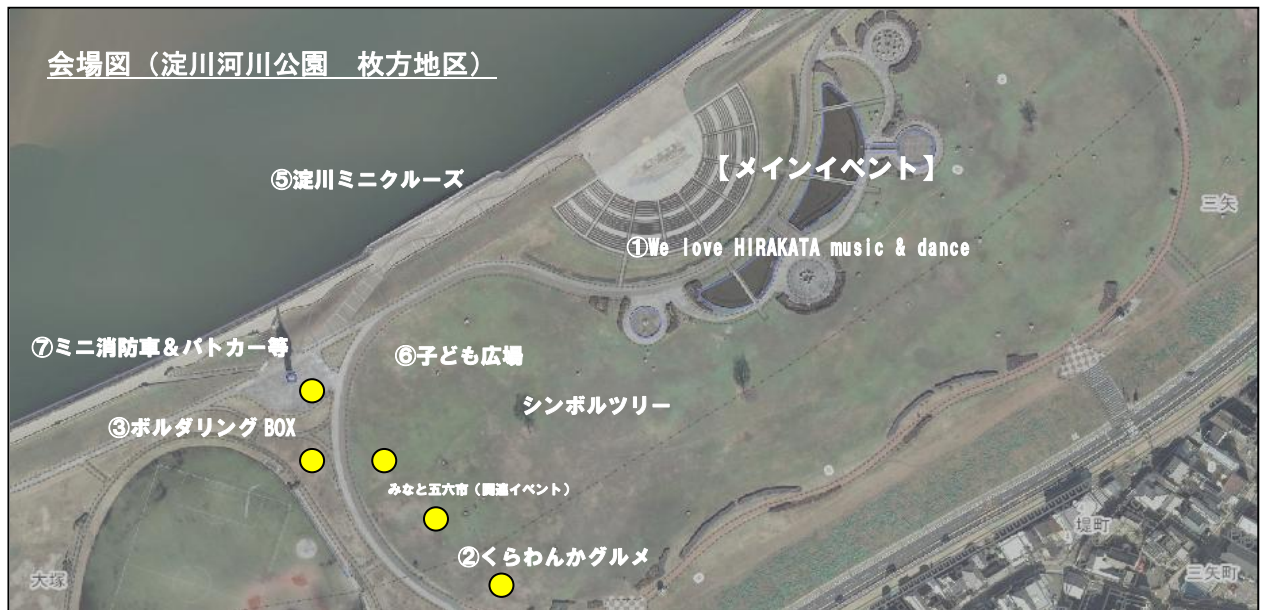 会場図（淀川河川公園　枚方地区）
【メインイベント】
⑤淀川ミニクルーズ
三矢
①We love HIRAKATA music & dance
⑦ミニ消防車＆パトカー等
⑥子ども広場
シンボルツリー
③ボルダリング BOX
みなと五六市（関連イベント）
堤町
②くらわんかグルメ
大塚
三矢町